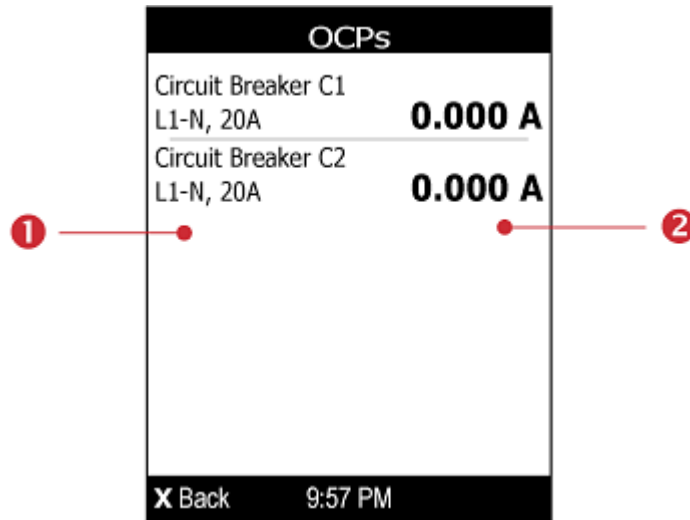 OCPs
Circuit Breaker C1
L1-N, 20A 0.000 A
Circuit Breaker C2
L1-N, 20A 0.000 A
1 2
X Back 9:57 PM